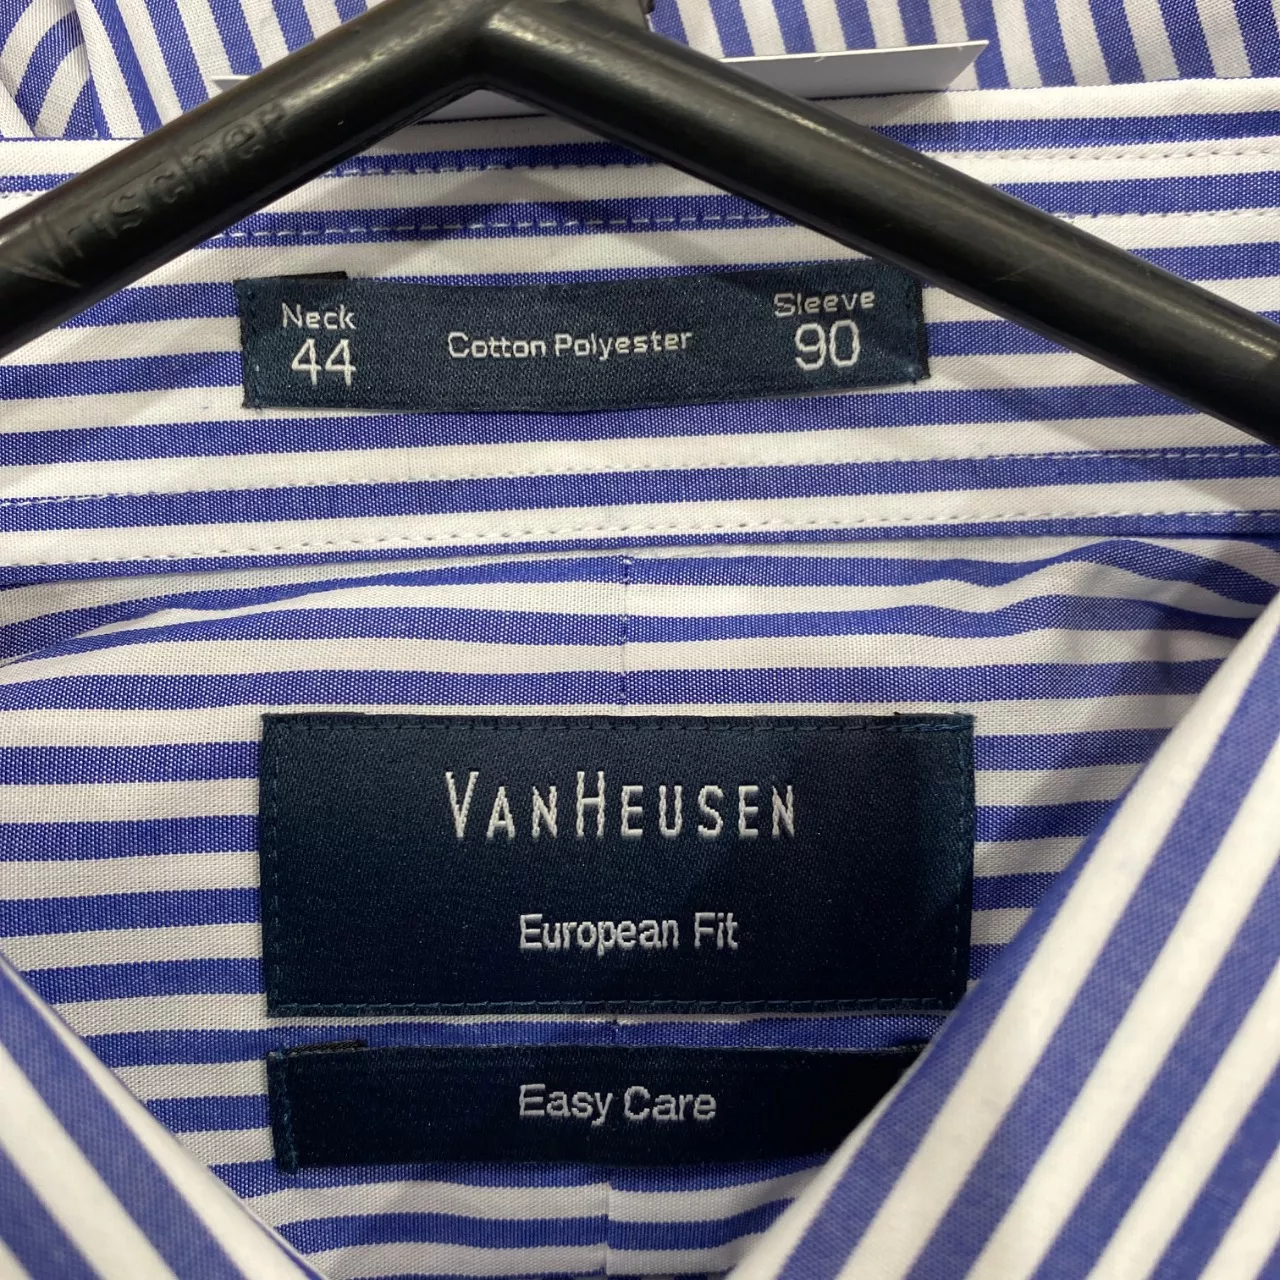 Neck
44
Cotton Polyester
Sleeve
90
VANHEUSEN
European Fit
Easy Care